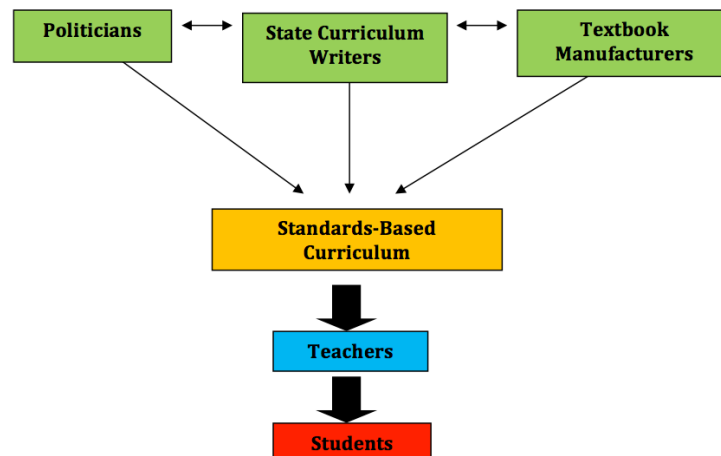 Politicians
State Curriculum
Writers
Textbook
Manufacturers
Standards-Based
Curriculum
Teachers
Students